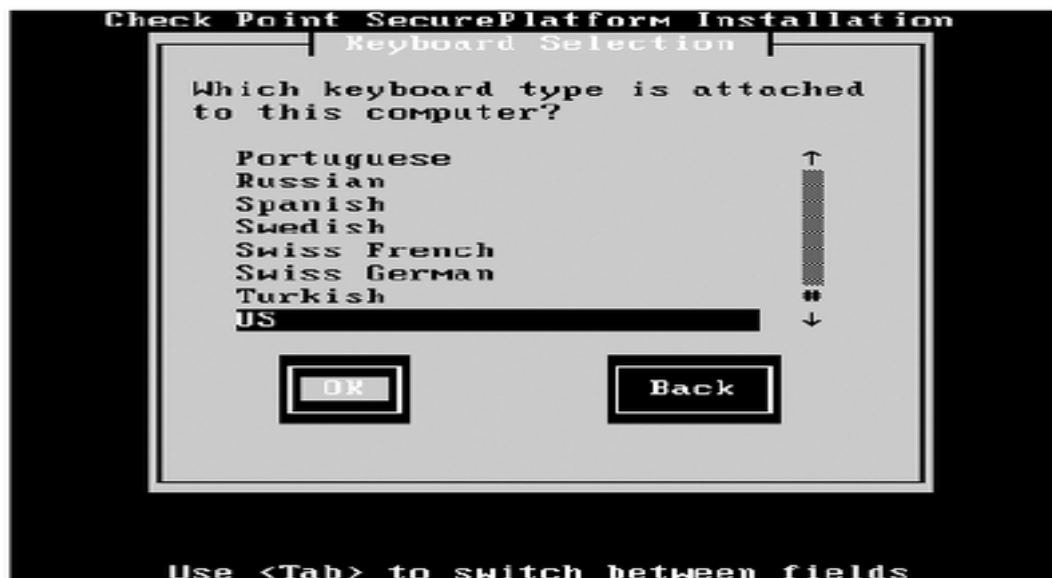 Check Point SecurePlatform Installation
Keyboard Selection
Which keyboard type is attached
to this computer?
Portuguese
Russian
Spanish
Swedish
Swiss French
Swiss German
Turkish
US
OK
Back
Use <Tab> to switch between fields